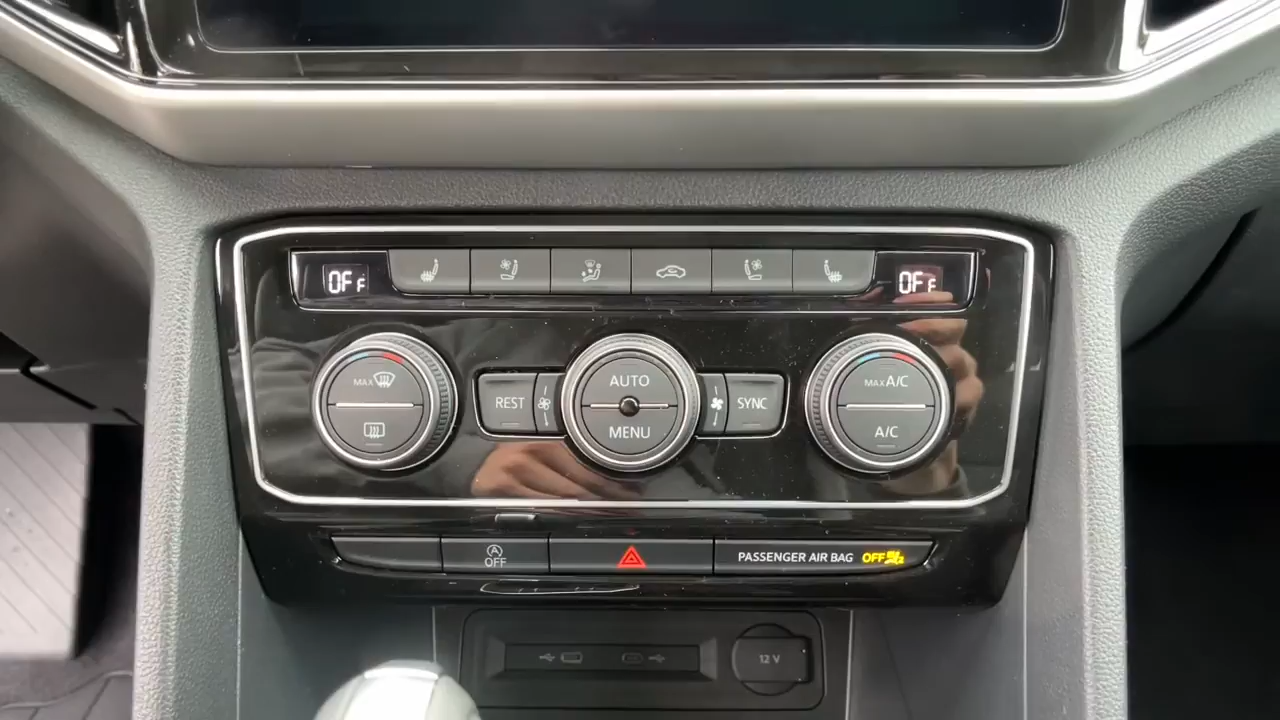 OFF
OFF
MAX
REST
AUTO
MENU
SYNC
MAX A/C
A/C
A OFF
PASSENGER AIR BAG OFF
12 V